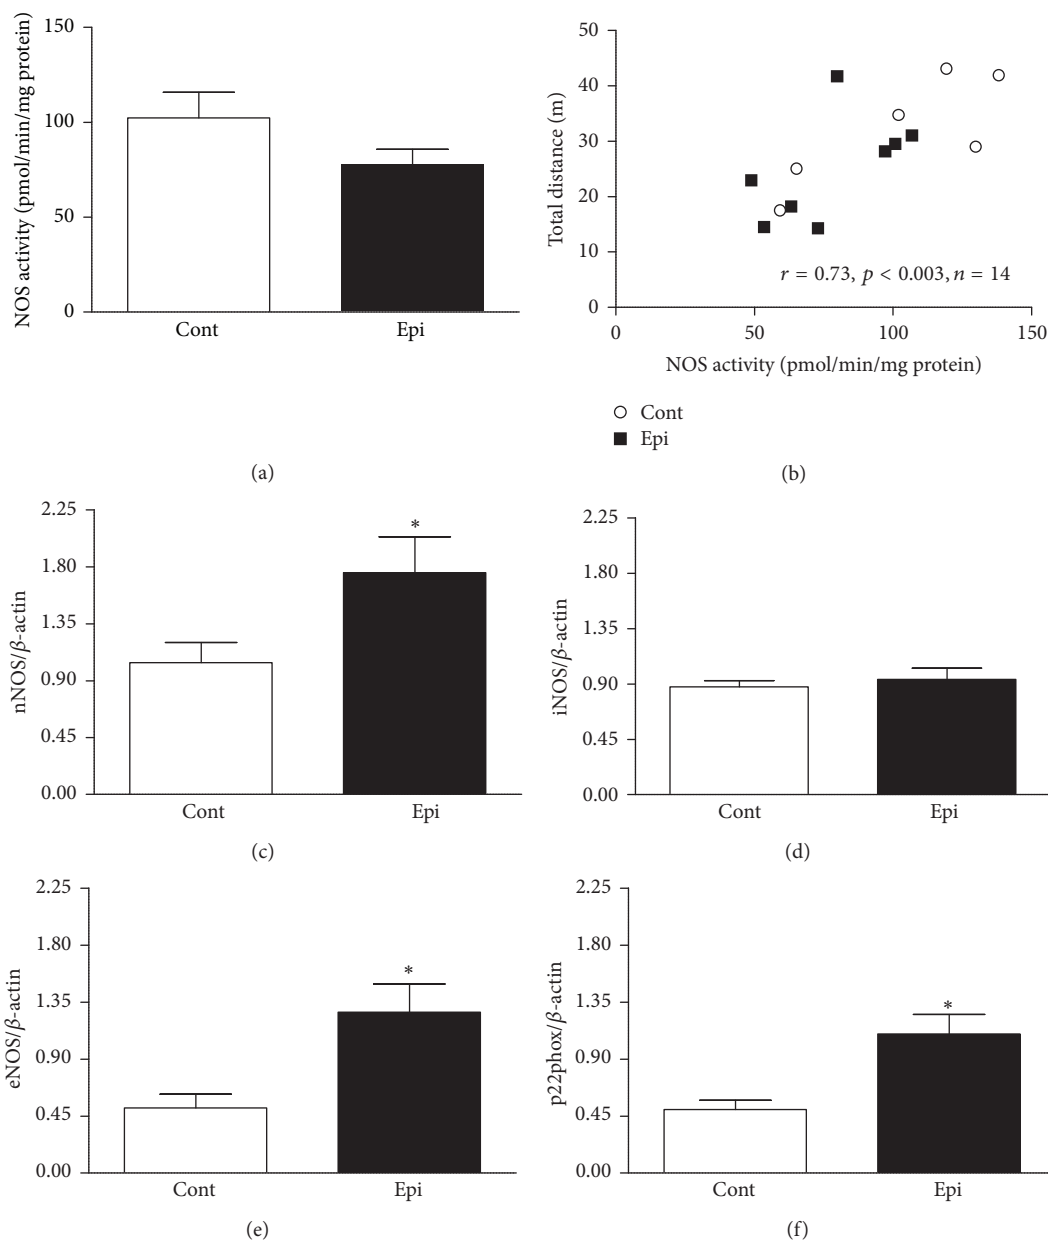 150
100
50
0
NOS activity (pmol/min/mg protein)
Cont
Epi
(a)
50
40
30
20
10
0
Total distance (m)
r = 0.73, p < 0.003, n = 14
0
50
100
150
NOS activity (pmol/min/mg protein)
Cont
Epi
(b)
2.25
1.80
1.35
0.90
0.45
0.00
nNOS/β-actin
*
Cont
Epi
(c)
2.25
1.80
1.35
0.90
0.45
0.00
iNOS/β-actin
Cont
Epi
(d)
2.25
1.80
1.35
0.90
0.45
0.00
eNOS/β-actin
*
Cont
Epi
(e)
2.25
1.80
1.35
0.90
0.45
0.00
p22phox/β-actin
*
Cont
Epi
(f)